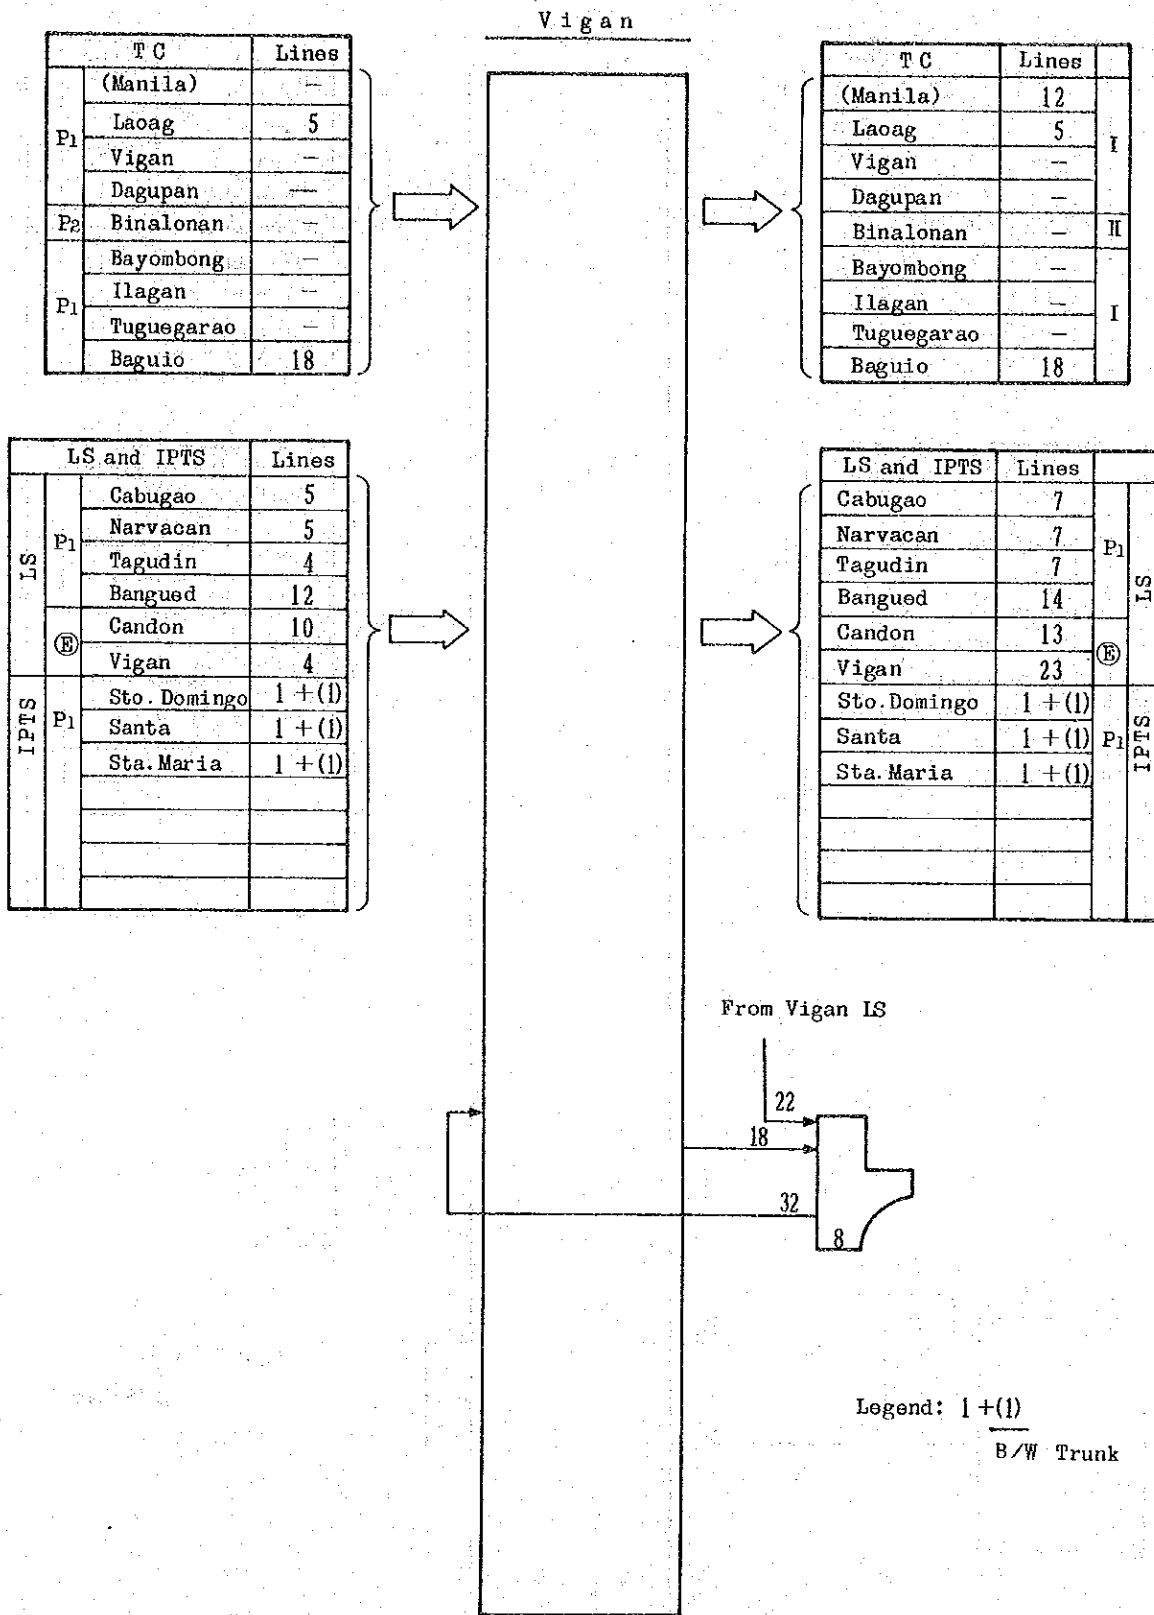 Vigan
TC Lines
P1 (Manila) —
Laoag 5
Vigan —
Dagupan —
P2 Binalonan —
P1 Bayombong —
Ilagan —
Tuguegarao —
Baguio 18
TC Lines
(Manila) 12 I
Laoag 5
Vigan —
Dagupan —
Binalonan — II
Bayombong — I
Ilagan —
Tuguegarao —
Baguio 18
LS and IPTS Lines
LS P1 Cabugao 5
Narvacan 5
Tagudin 4
Bangued 12
Ⓔ Candon 10
Vigan 4
IPTS P1 Sto. Domingo 1 +(1)
Santa 1 +(1)
Sta. Maria 1 +(1)
LS and IPTS Lines
Cabugao 7 P1 LS
Narvacan 7
Tagudin 7
Bangued 14
Candon 13 Ⓔ
Vigan 23
Sto. Domingo 1 +(1) P1 IPTS
Santa 1 +(1)
Sta. Maria 1 +(1)
From Vigan LS
22
18
32
8
Legend: 1 +(1)
B/W Trunk